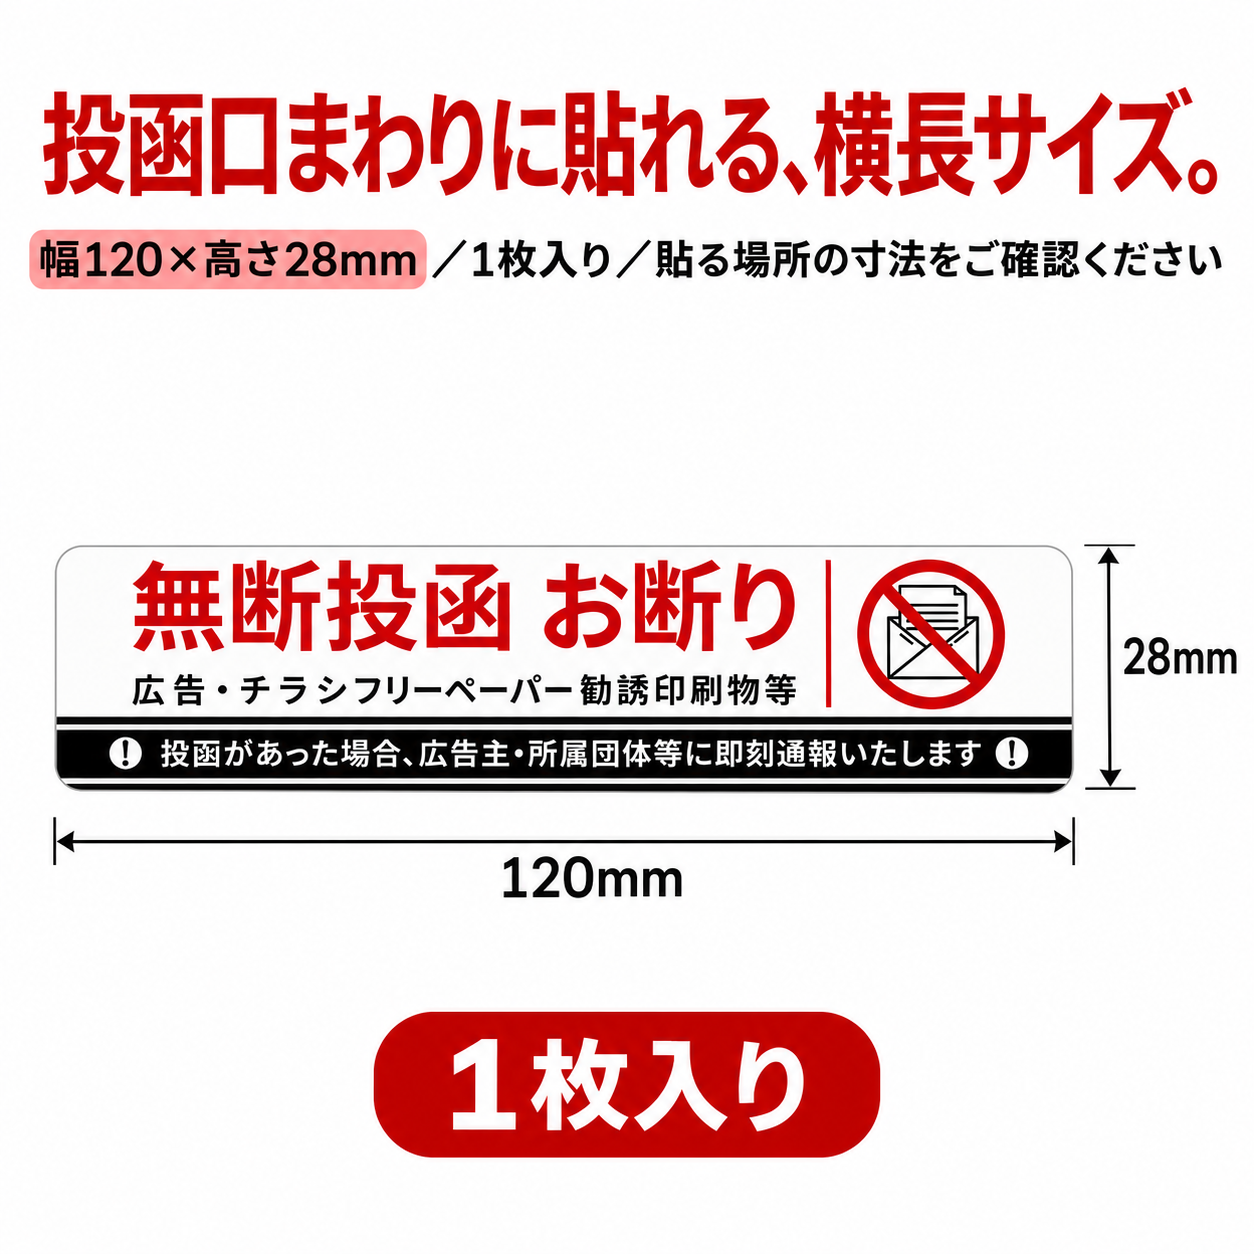 投函口まわりに貼れる、横長サイズ。
幅120×高さ28mm／1枚入り／貼る場所の寸法をご確認ください
無断投函 お断り
広告・チラシフリーペーパー勧誘印刷物等
! 投函があった場合、広告主・所属団体等に即刻通報いたします !
28mm
120mm
1枚入り